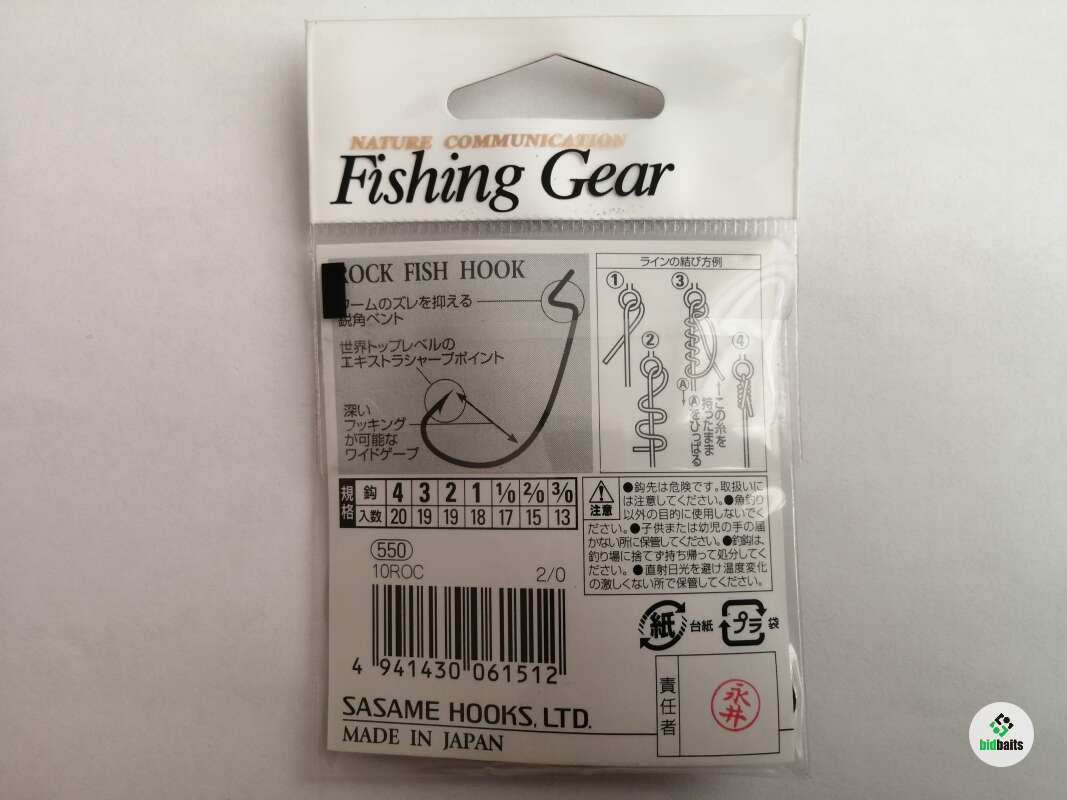 NATURE COMMUNICATION
Fishing Gear
ROCK FISH HOOK
ワームのズレを抑える
鋭角ベント
世界トップレベルの
エキストラシャープポイント
深い
フッキング
が可能な
ワイドゲープ
ラインの結び方例
① ③
② ④
Ⓐ
この糸を
持ったまま
Ⓐをひっぱる
規格 鈎 4 3 2 1 1/0 2/0 3/0
入数 20 19 19 18 17 15 13
注意
●鈎先は危険です。取扱いに
は注意してください。●魚釣り
以外の目的に使用しないでく
ださい。●子供または幼児の手の届
かない所に保管してください。●釣鈎は、
釣り場に捨てず持ち帰って処分してく
ださい。●直射日光を避け温度変化
の激しくない所で保管してください。
550
10ROC 2/0
4 941430 061512
紙 台紙 プラ 袋
SASAME HOOKS, LTD.
MADE IN JAPAN
責任者
永井
bidbaits